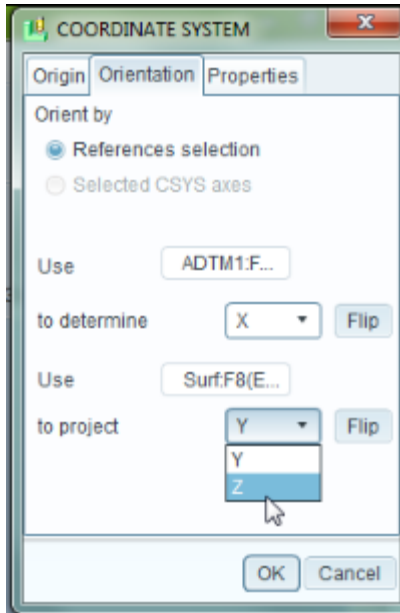 COORDINATE SYSTEM
Origin Orientation Properties
Orient by
References selection
Selected CSYS axes
Use ADTM1:F...
to determine X Flip
Use Surf:F8(E...
to project Y Flip
Y
Z
OK Cancel